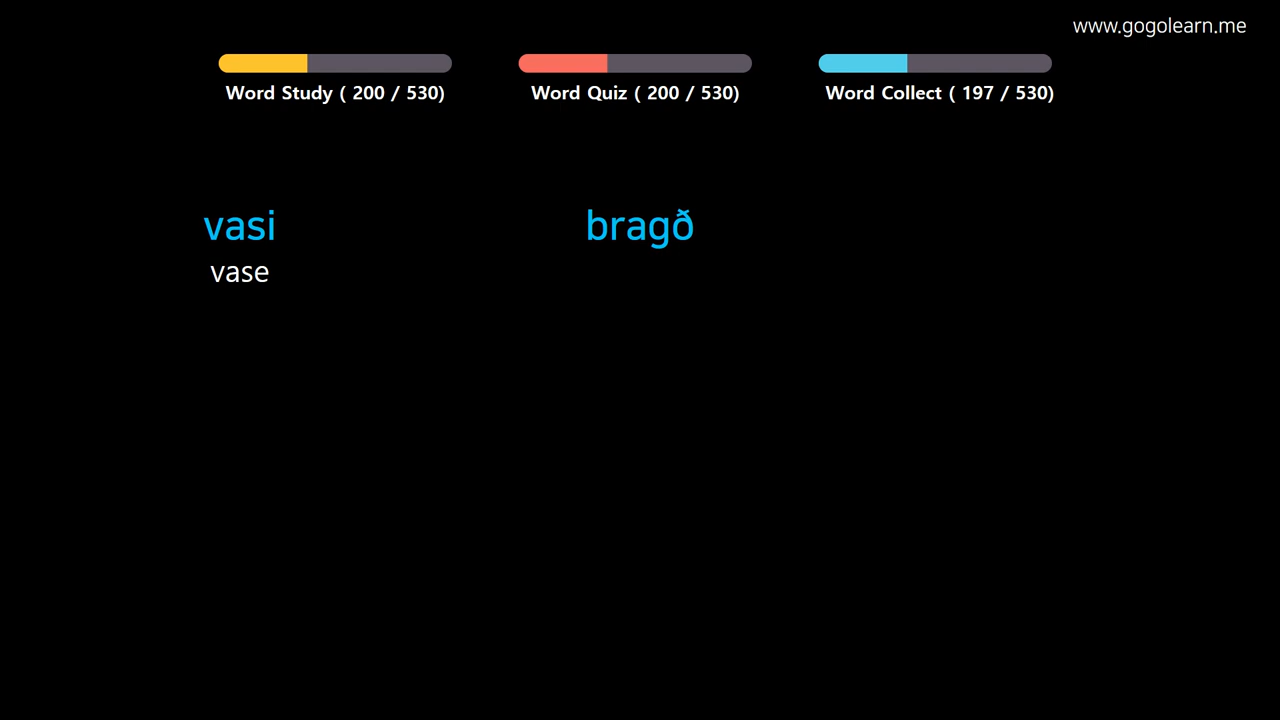 www.gogolearn.me
Word Study ( 200 / 530)
Word Quiz ( 200 / 530)
Word Collect ( 197 / 530)
vasi
bragð
vase